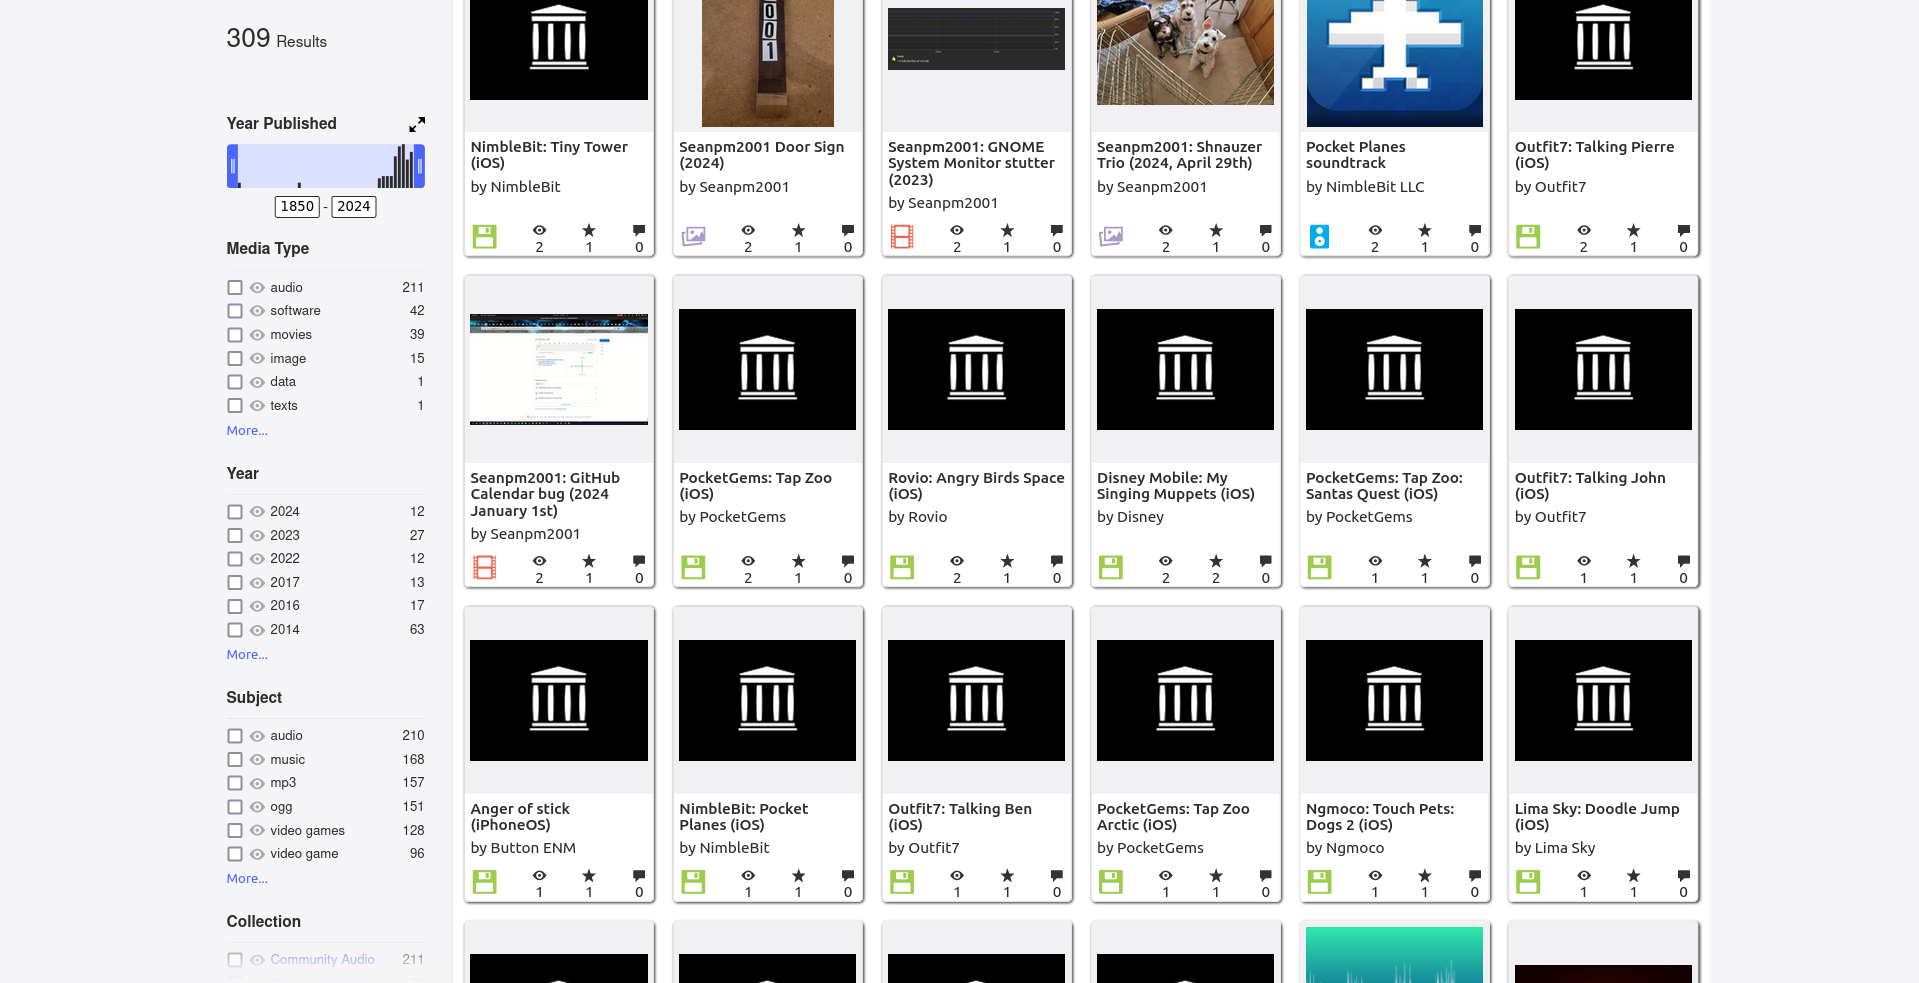 309 Results
Year Published
1850 - 2024
Media Type
audio 211
software 42
movies 39
image 15
data 1
texts 1
More...
Year
2024 12
2023 27
2022 12
2017 13
2016 17
2014 63
More...
Subject
audio 210
music 168
mp3 157
ogg 151
video games 128
video game 96
More...
Collection
Community Audio 211
001
NimbleBit: Tiny Tower
(iOS)
by NimbleBit
2 1 0
Seanpm2001 Door Sign
(2024)
by Seanpm2001
2 1 0
Seanpm2001: GNOME
System Monitor stutter
(2023)
by Seanpm2001
2 1 0
Seanpm2001: Shnauzer
Trio (2024, April 29th)
by Seanpm2001
2 1 0
Pocket Planes
soundtrack
by NimbleBit LLC
2 1 0
Outfit7: Talking Pierre
(iOS)
by Outfit7
2 1 0
Seanpm2001: GitHub
Calendar bug (2024
January 1st)
by Seanpm2001
2 1 0
PocketGems: Tap Zoo
(iOS)
by PocketGems
2 1 0
Rovio: Angry Birds Space
(iOS)
by Rovio
2 1 0
Disney Mobile: My
Singing Muppets (iOS)
by Disney
2 2 0
PocketGems: Tap Zoo:
Santas Quest (iOS)
by PocketGems
1 1 0
Outfit7: Talking John
(iOS)
by Outfit7
1 1 0
Anger of stick
(iPhoneOS)
by Button ENM
1 1 0
NimbleBit: Pocket
Planes (iOS)
by NimbleBit
1 1 0
Outfit7: Talking Ben
(iOS)
by Outfit7
1 1 0
PocketGems: Tap Zoo
Arctic (iOS)
by PocketGems
1 1 0
Ngmoco: Touch Pets:
Dogs 2 (iOS)
by Ngmoco
1 1 0
Lima Sky: Doodle Jump
(iOS)
by Lima Sky
1 1 0